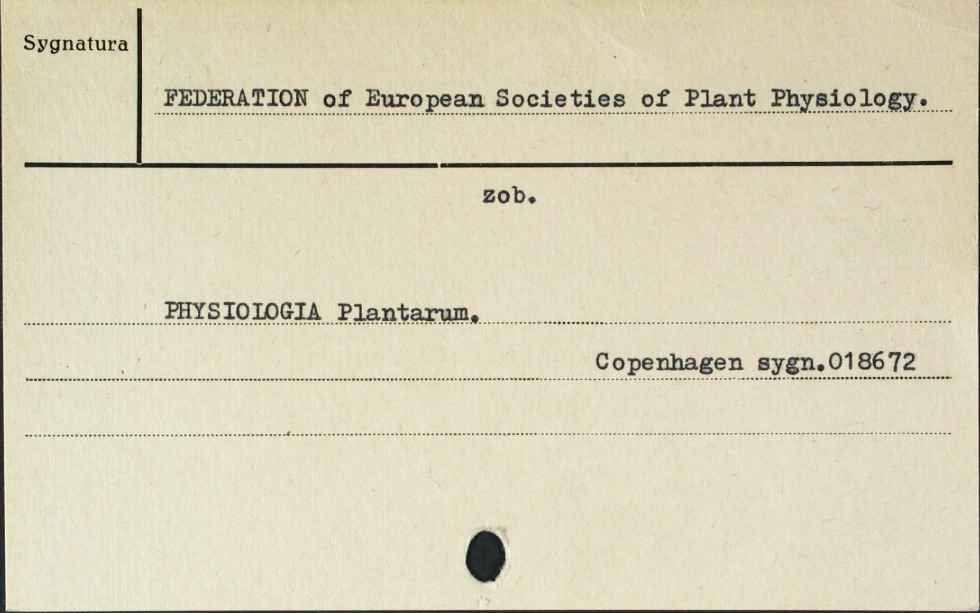 Sygnatura
FEDERATION of European Societies of Plant Physiology.
zob.
PHYSIOLOGIA Plantarum.
Copenhagen sygn.018672